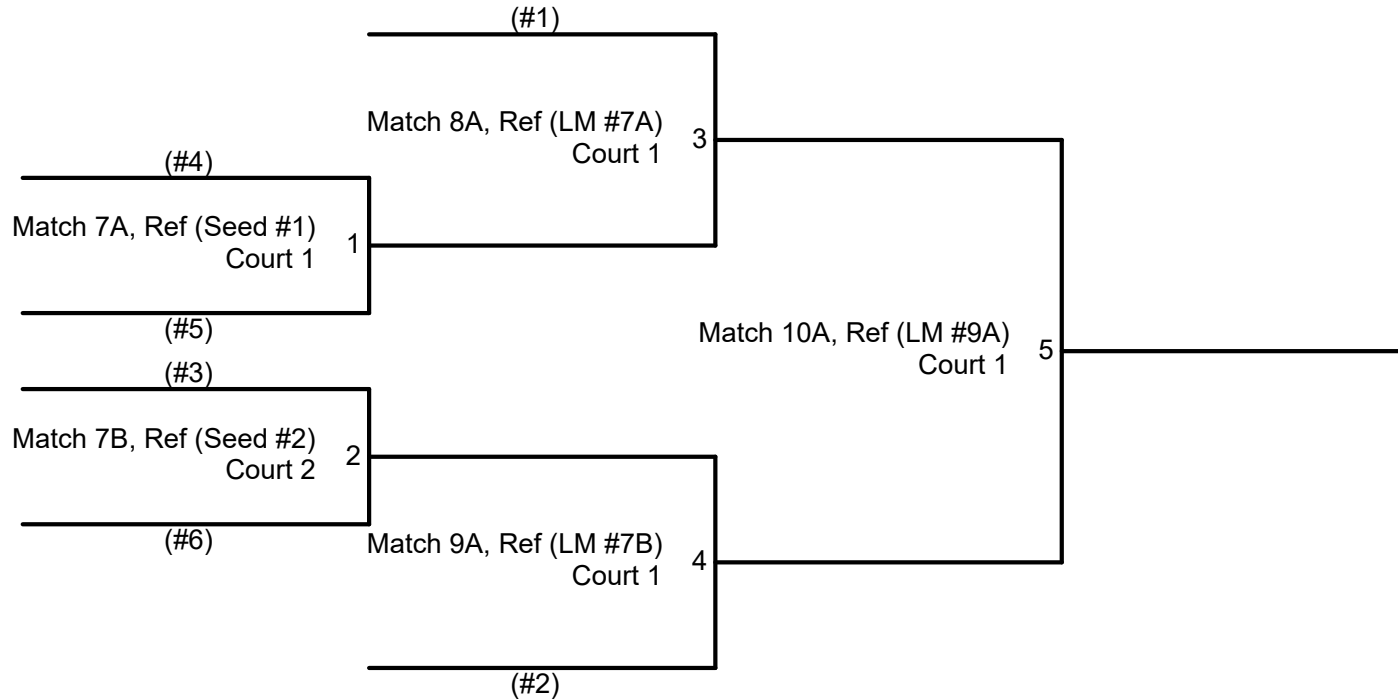 (#1)
Match 8A, Ref (LM #7A)
Court 1
3
(#4)
Match 7A, Ref (Seed #1)
Court 1
1
(#5)
(#3)
Match 7B, Ref (Seed #2)
Court 2
2
(#6)
Match 9A, Ref (LM #7B)
Court 1
4
(#2)
Match 10A, Ref (LM #9A)
Court 1
5